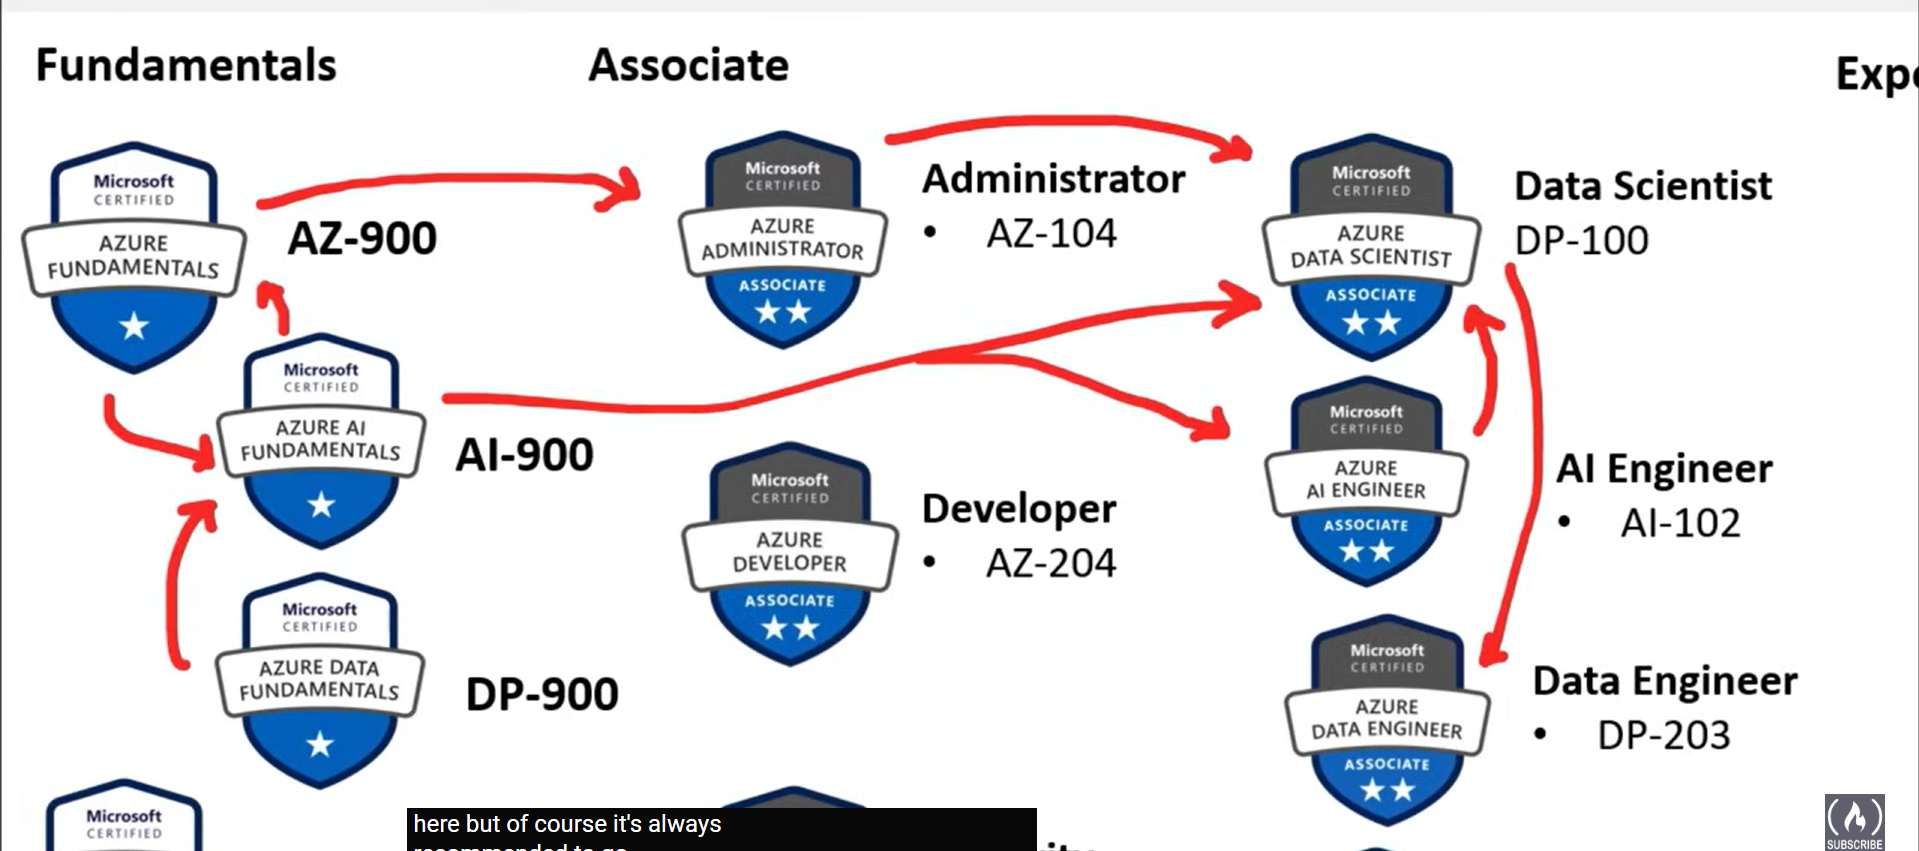 Fundamentals
Associate
Microsoft
CERTIFIED
AZURE
FUNDAMENTALS
AZ-900
Microsoft
CERTIFIED
AZURE
ADMINISTRATOR
ASSOCIATE
Administrator
• AZ-104
Microsoft
CERTIFIED
AZURE
DATA SCIENTIST
ASSOCIATE
Data Scientist
DP-100
Microsoft
CERTIFIED
AZURE AI
FUNDAMENTALS
AI-900
Microsoft
CERTIFIED
AZURE
DEVELOPER
ASSOCIATE
Developer
• AZ-204
Microsoft
CERTIFIED
AZURE
AI ENGINEER
ASSOCIATE
AI Engineer
• AI-102
Microsoft
CERTIFIED
AZURE DATA
FUNDAMENTALS
DP-900
Microsoft
CERTIFIED
AZURE
DATA ENGINEER
ASSOCIATE
Data Engineer
• DP-203
Microsoft
CERTIFIED
here but of course it's always
SUBSCRIBE